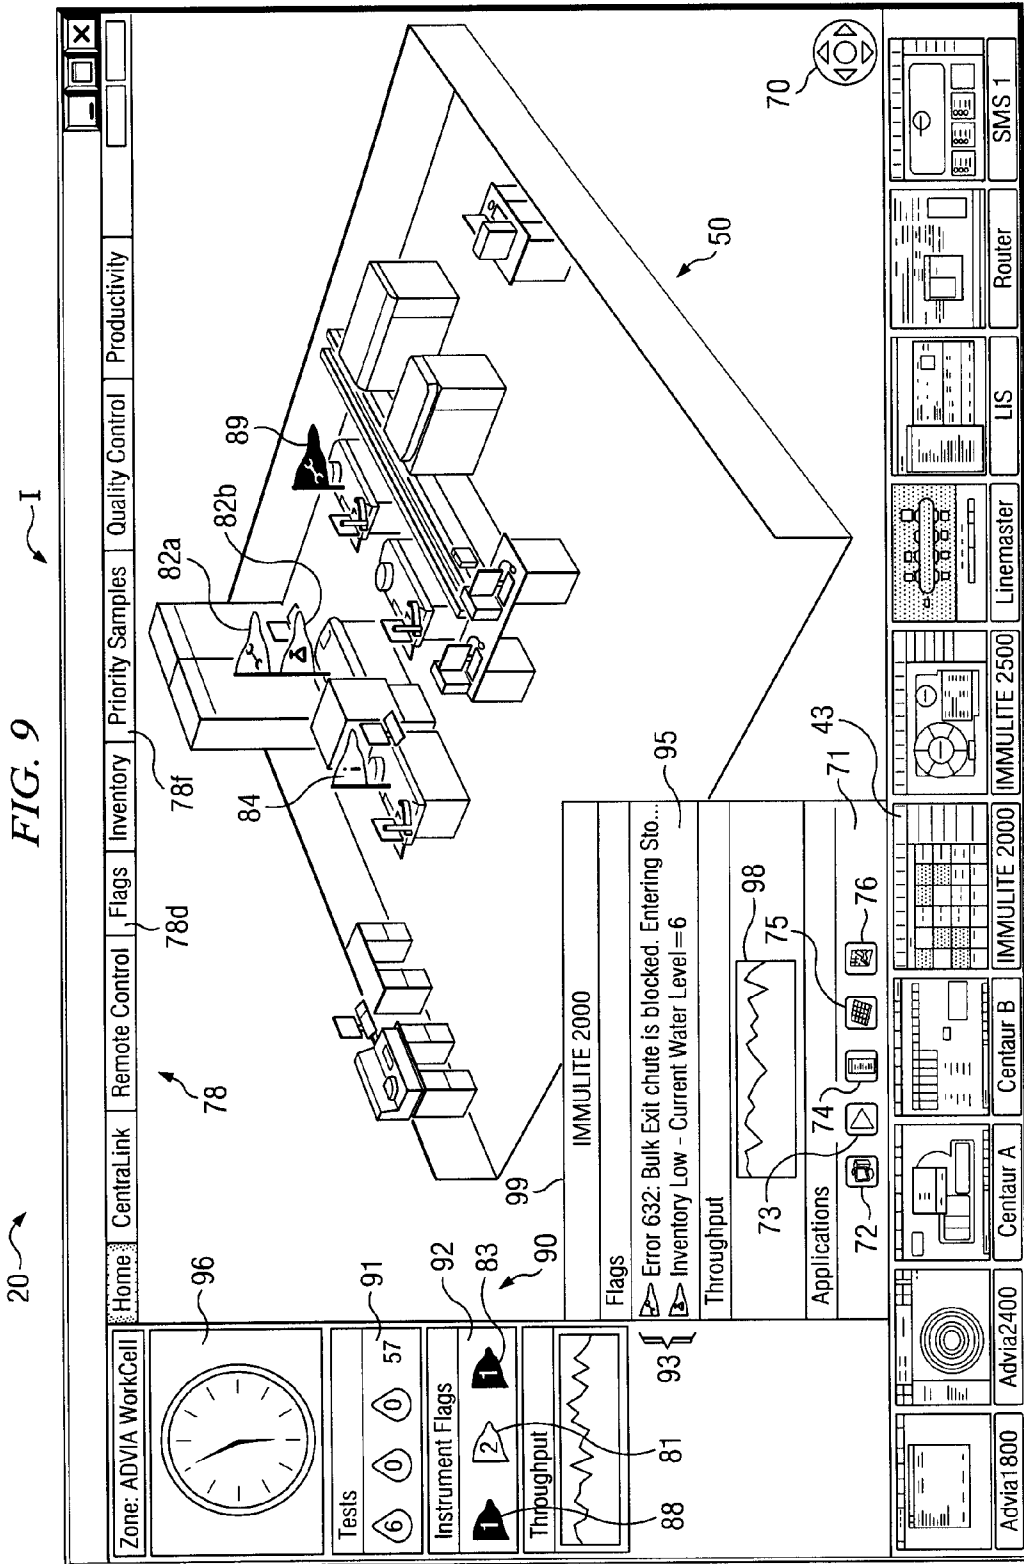 FIG. 9
20
1
Home CentraLink Remote Control Flags Inventory Priority Samples Quality Control Productivity
78
78d
78f
Zone: ADVIA WorkCell
96
Tests
91
6 0 0 57
Instrument Flags
92
1 2 1
83
90
88
81
Throughput
82a
82b
84
89
50
70
99
IMMULITE 2000
Flags
Error 632: Bulk Exit chute is blocked. Entering Sto...
Inventory Low - Current Water Level=6
93
95
Throughput
98
Applications
72
73
74
75
76
71
43
Advia1800
Advia2400
Centaur A
Centaur B
IMMULITE 2000
IMMULITE 2500
Linemaster
LIS
Router
SMS 1